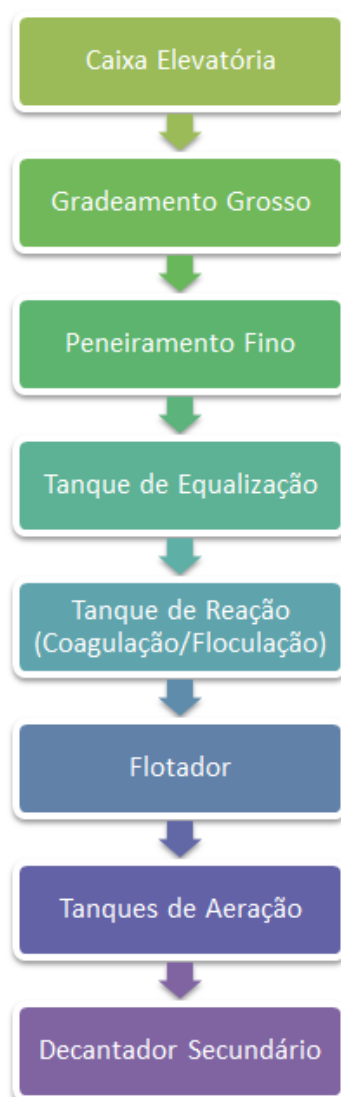 Caixa Elevatória
Gradeamento Grosso
Peneiramento Fino
Tanque de Equalização
Tanque de Reação
(Coagulação/Floculação)
Flotador
Tanques de Aeração
Decantador Secundário